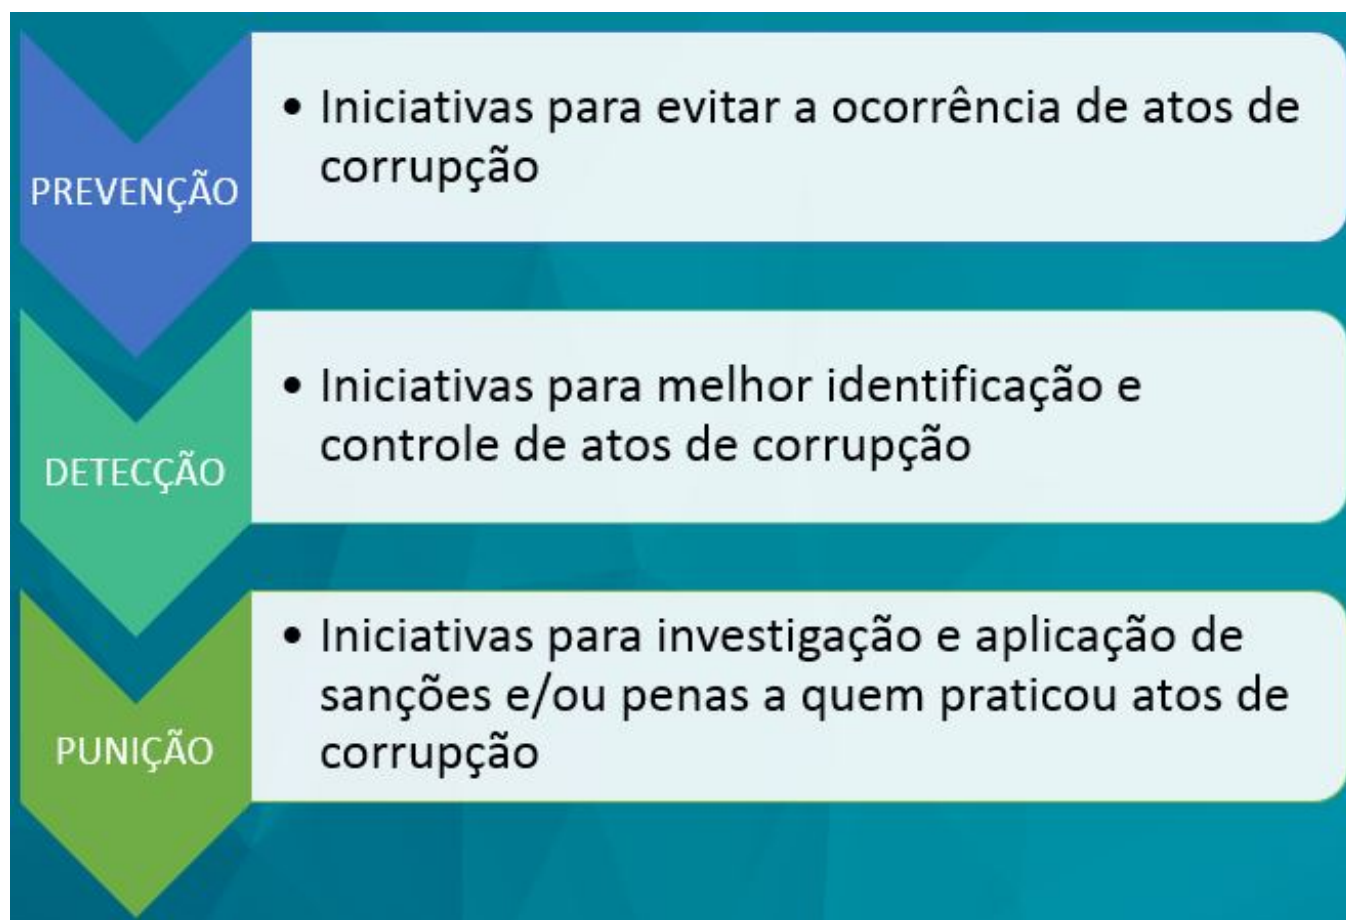 PREVENÇÃO
• Iniciativas para evitar a ocorrência de atos de
corrupção
DETECÇÃO
• Iniciativas para melhor identificação e
controle de atos de corrupção
PUNIÇÃO
• Iniciativas para investigação e aplicação de
sanções e/ou penas a quem praticou atos de
corrupção